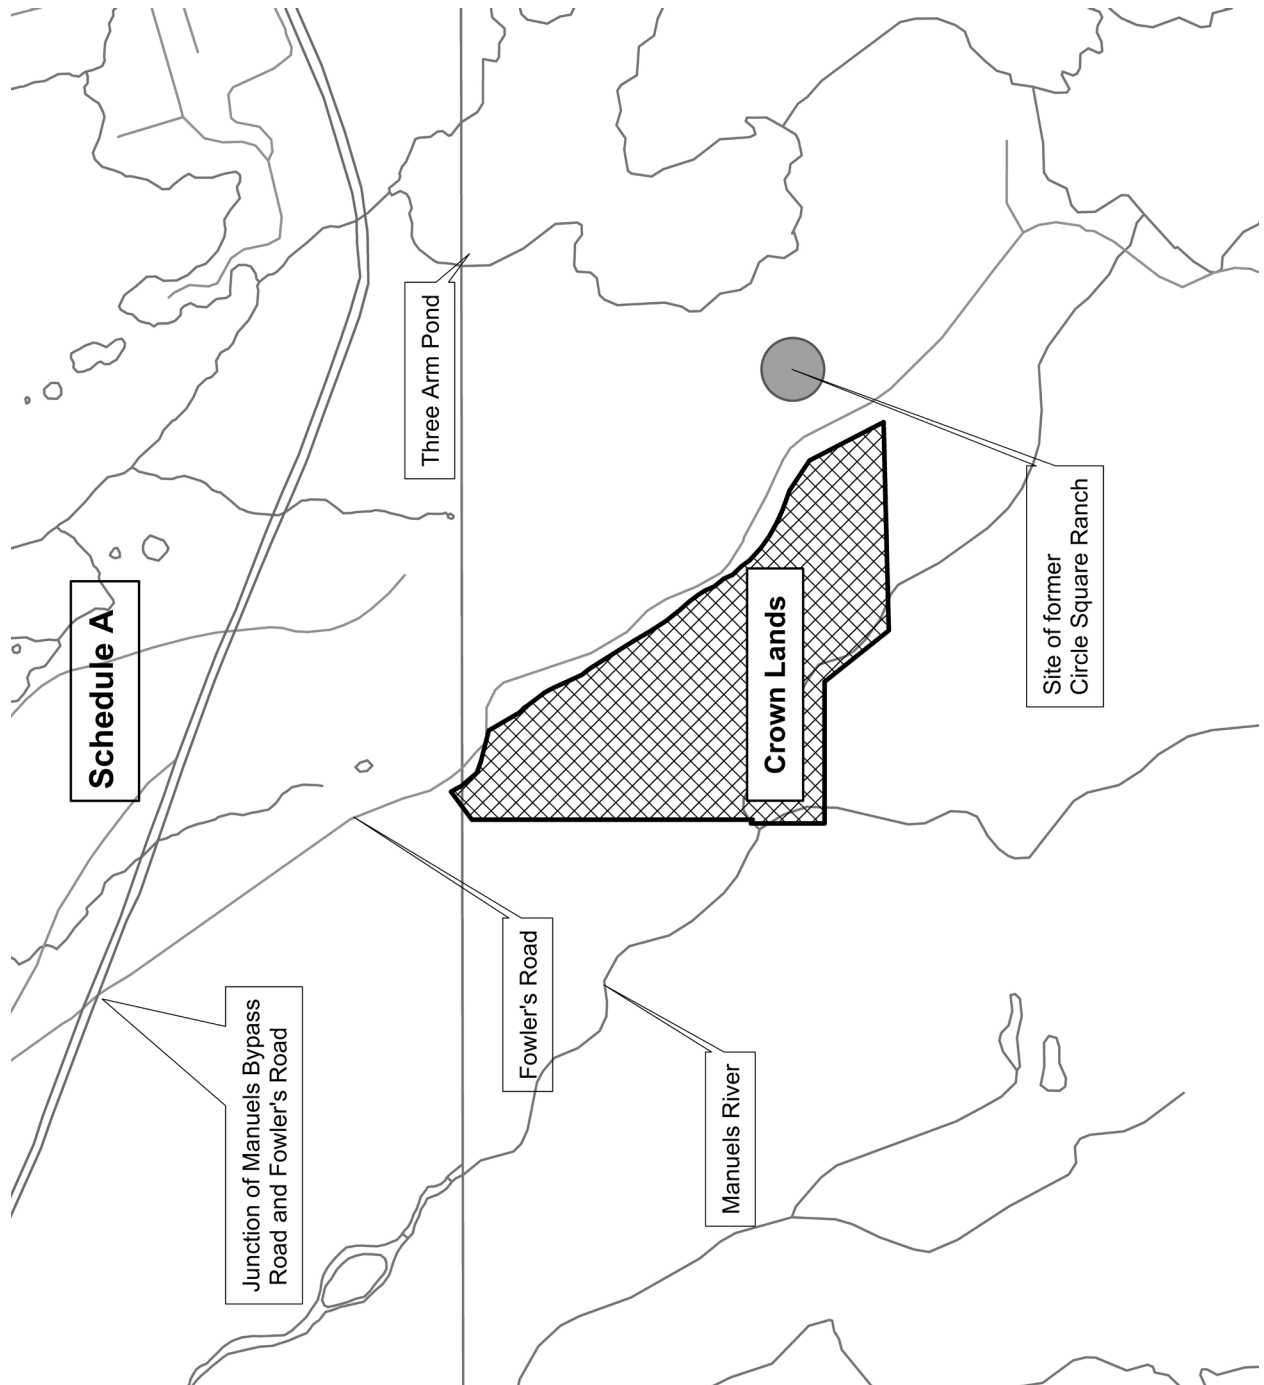 Schedule A
Three Arm Pond
Crown Lands
Site of former
Circle Square Ranch
Fowler's Road
Manuels River
Junction of Manuels Bypass
Road and Fowler's Road